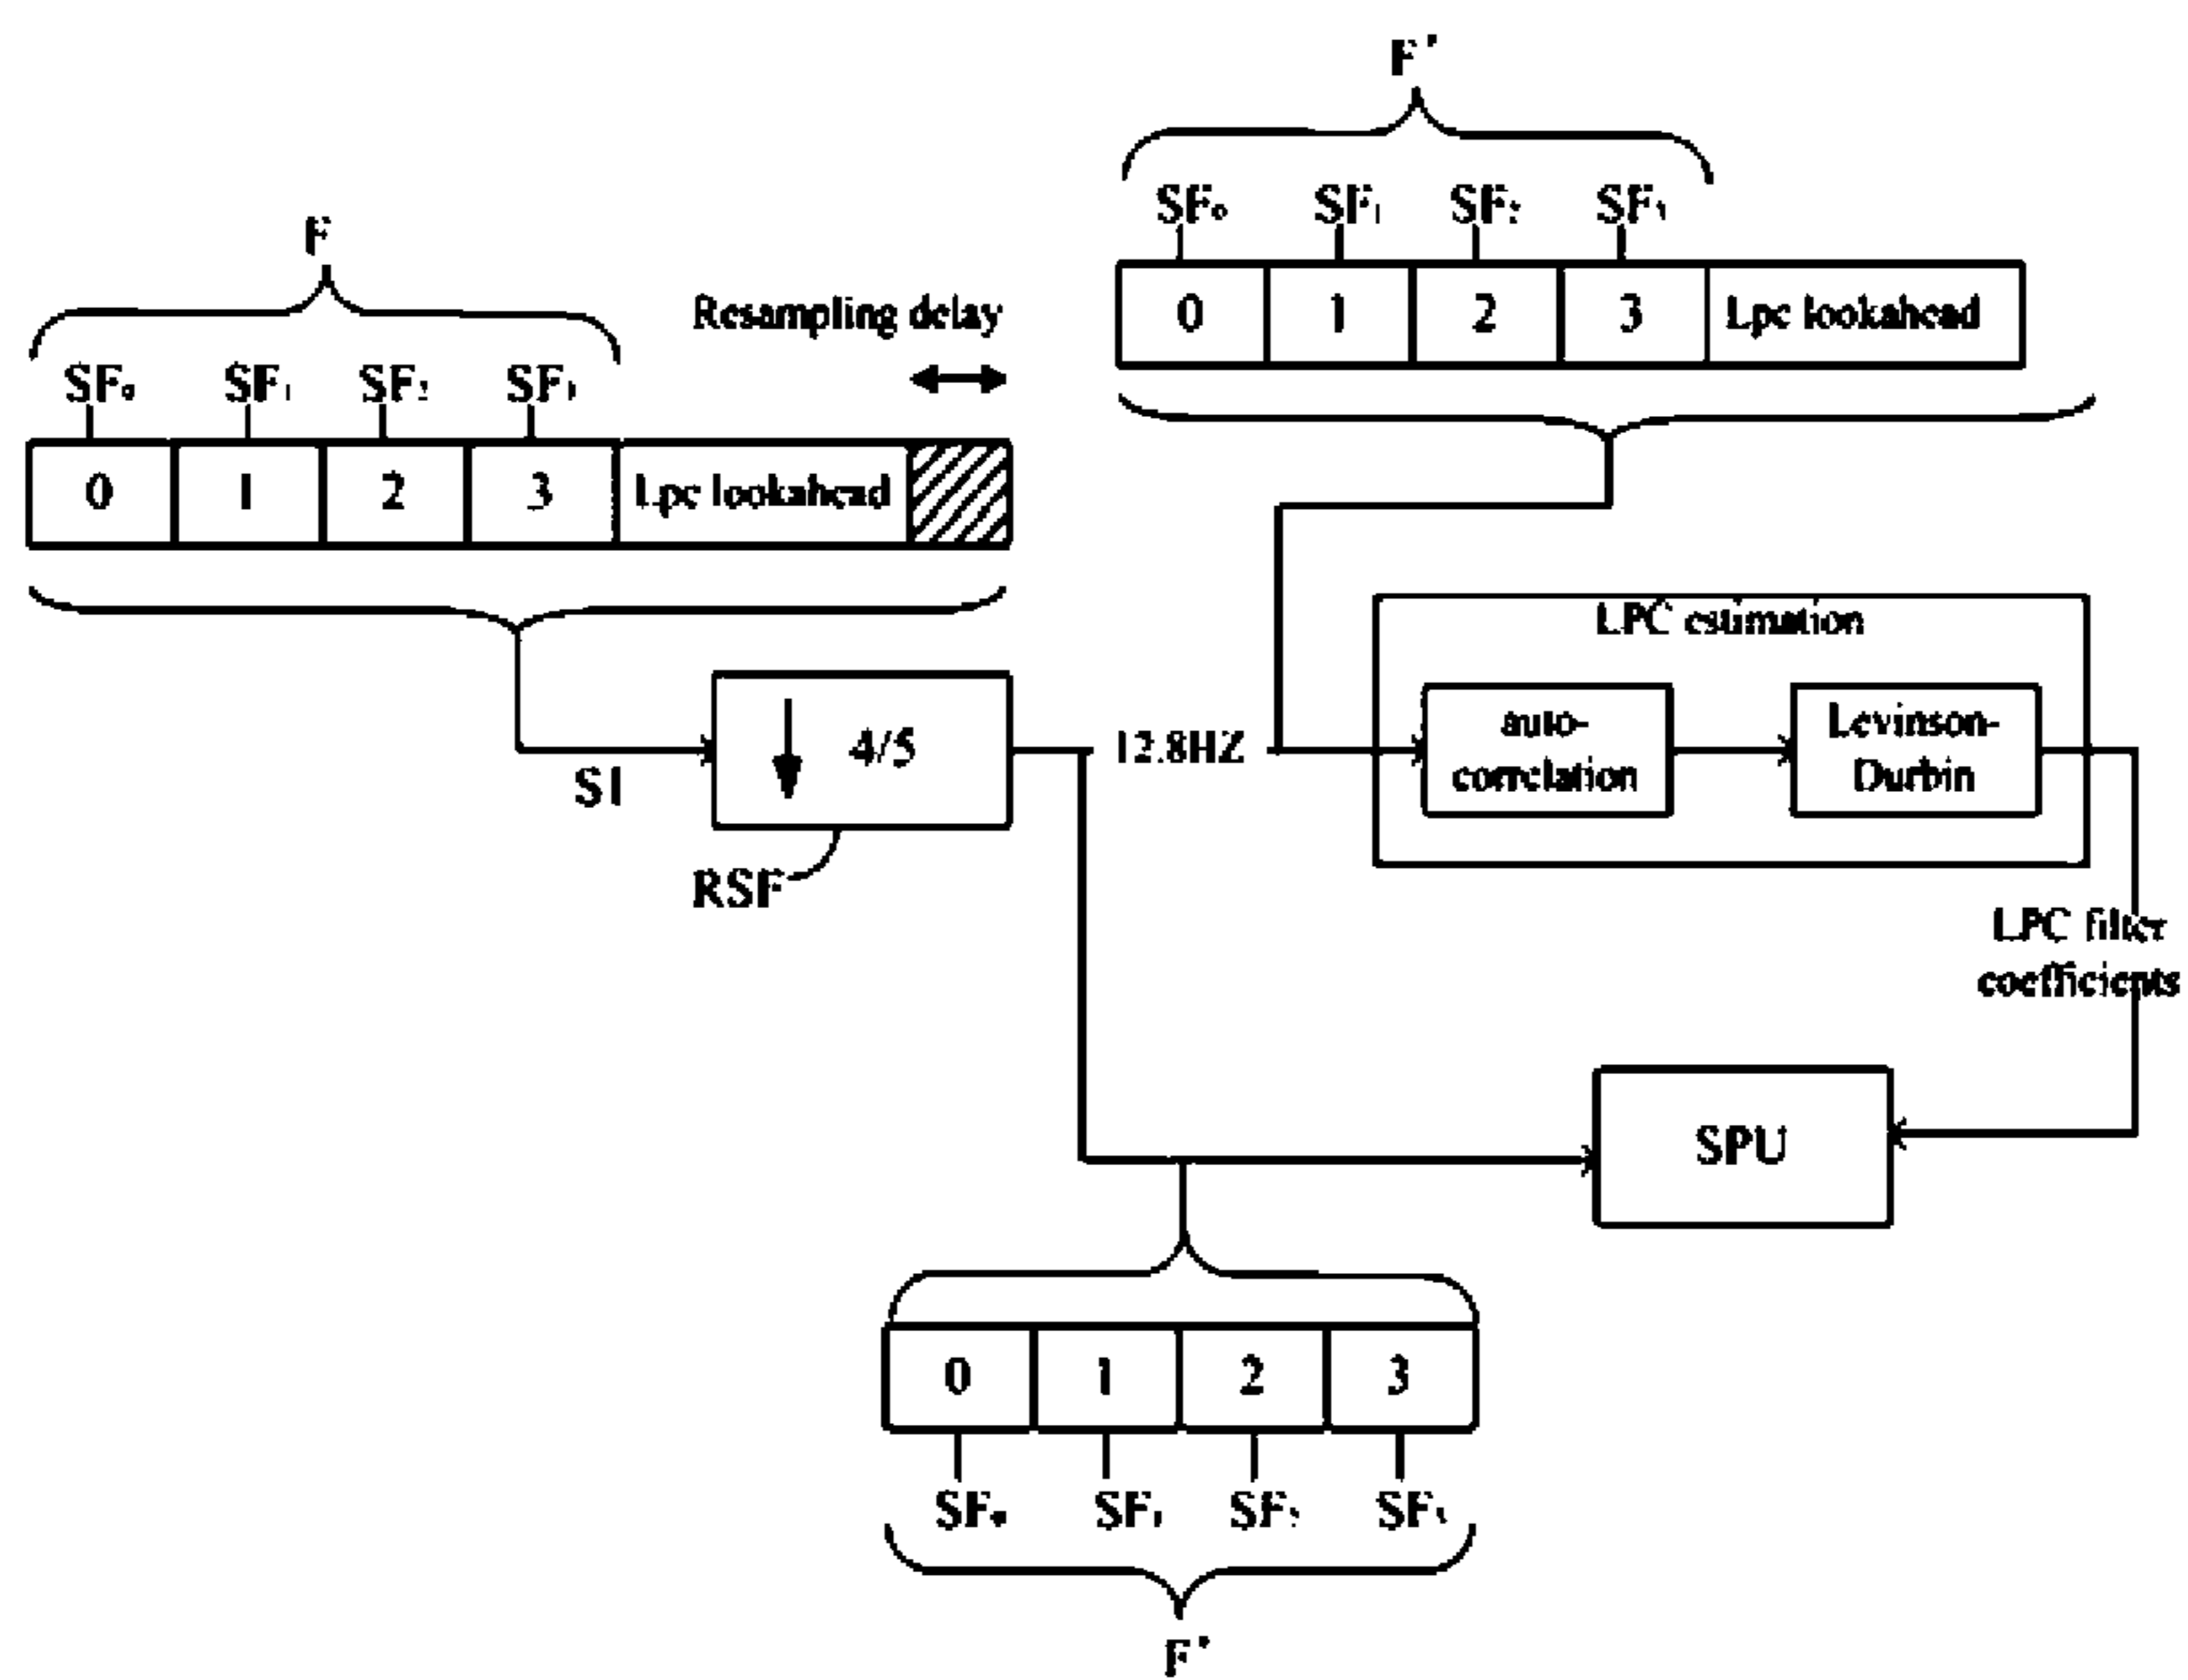 F'
SF₀ SF₁ SF₂ SF₃
0 1 2 3 Lpc lookahead
F
Resampling delay
SF₀ SF₁ SF₂ SF₃
0 1 2 3 Lpc lookahead
LPC estimation
auto-
correlation
Levinson-
Durbin
4/5
12.8HZ
S1
RSF
LPC filter
coefficients
SPU
0 1 2 3
SF₀ SF₁ SF₂ SF₃
F'